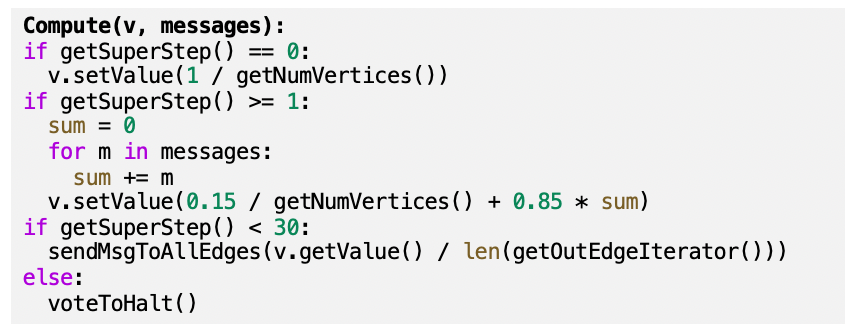 Compute(v, messages):
if getSuperStep() == 0:
  v.setValue(1 / getNumVertices())
if getSuperStep() >= 1:
  sum = 0
  for m in messages:
    sum += m
  v.setValue(0.15 / getNumVertices() + 0.85 * sum)
if getSuperStep() < 30:
  sendMsgToAllEdges(v.getValue() / len(getOutEdgeIterator()))
else:
  voteToHalt()